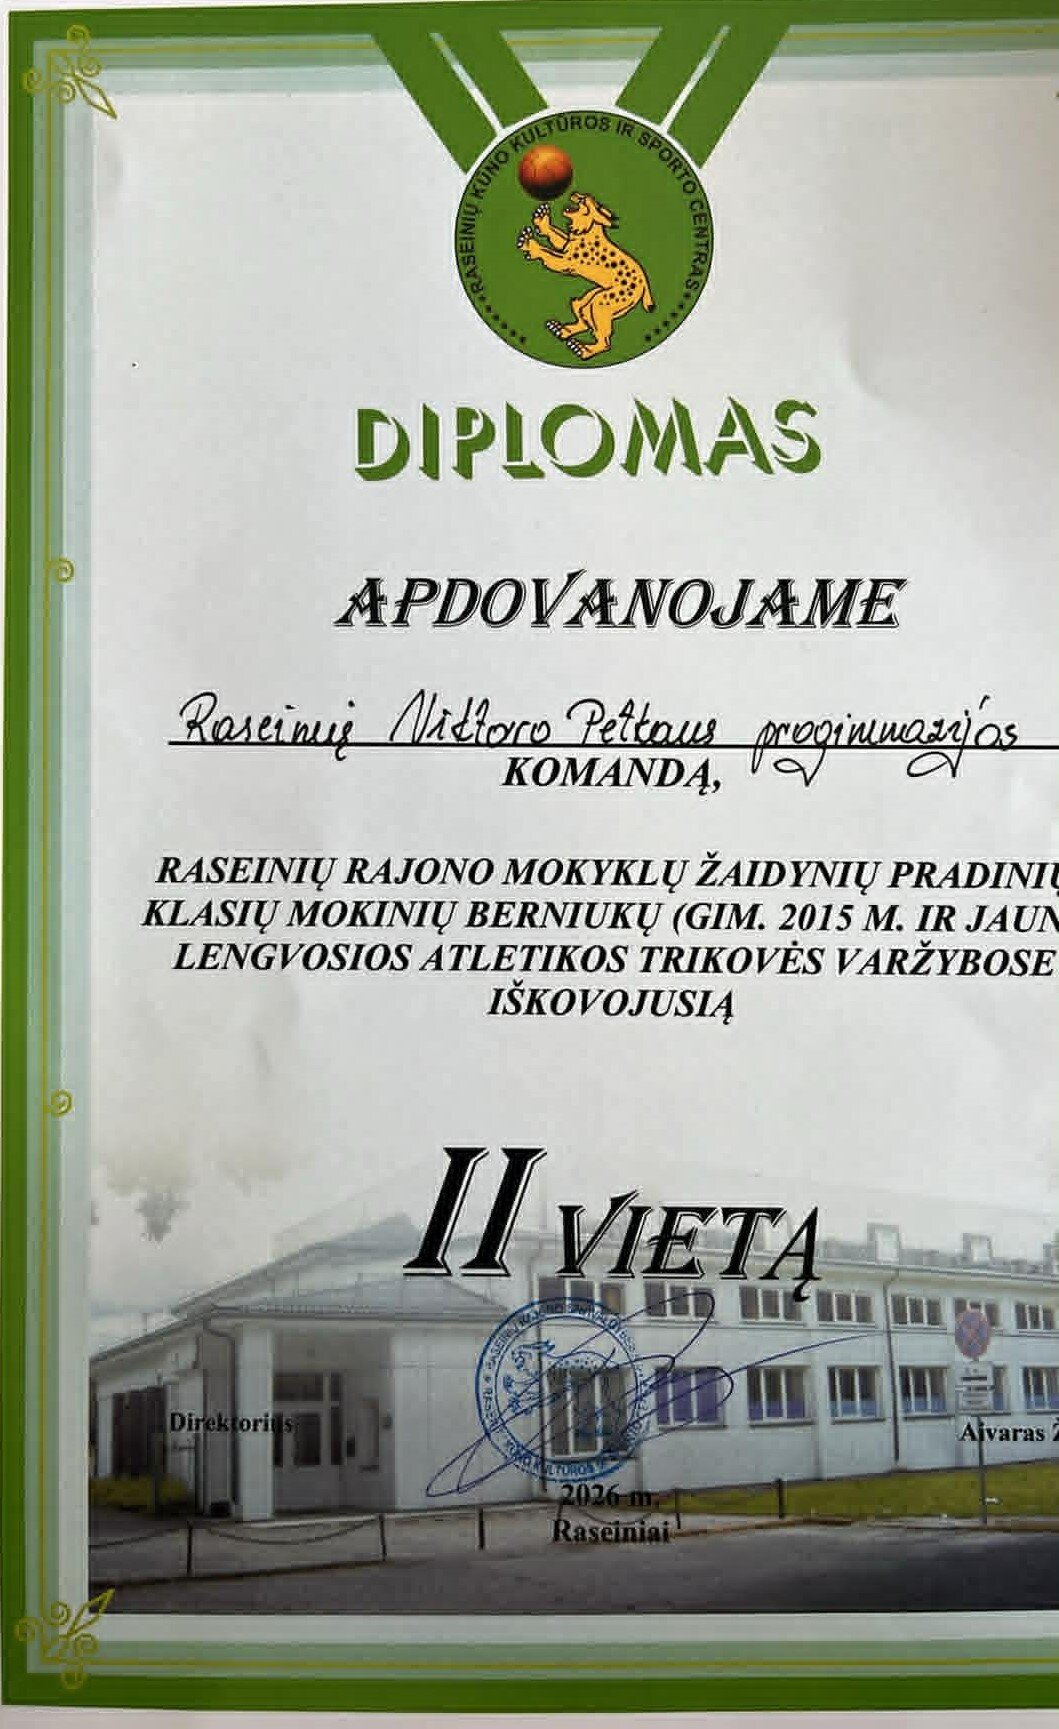 RASEINIŲ KŪNO KULTŪROS IR SPORTO CENTRAS
DIPLOMAS
APDOVANOJAME
Raseinių Viktoro Petkaus progimnazijos
KOMANDĄ,
RASEINIŲ RAJONO MOKYKLŲ ŽAIDYNIŲ PRADINIŲ
KLASIŲ MOKINIŲ BERNIUKŲ (GIM. 2015 M. IR JAUN
LENGVOSIOS ATLETIKOS TRIKOVĖS VARŽYBOSE
IŠKOVOJUSIĄ
II VIETĄ
Direktorius
Aivaras Ž
2026 m.
Raseiniai